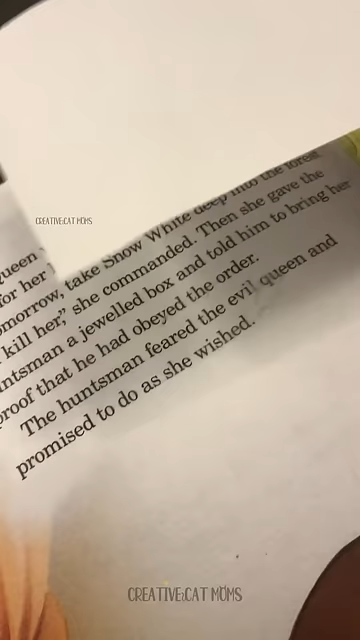 CREATIVE:CAT MOMS
queen
for her
take Snow White deep into the forest
kill her," she commanded. Then she gave the
a jewelled box and told him to bring her
proof that he had obeyed the order.
The huntsman feared the evil queen and
promised to do as she wished.
CREATIVE:CAT MOMS